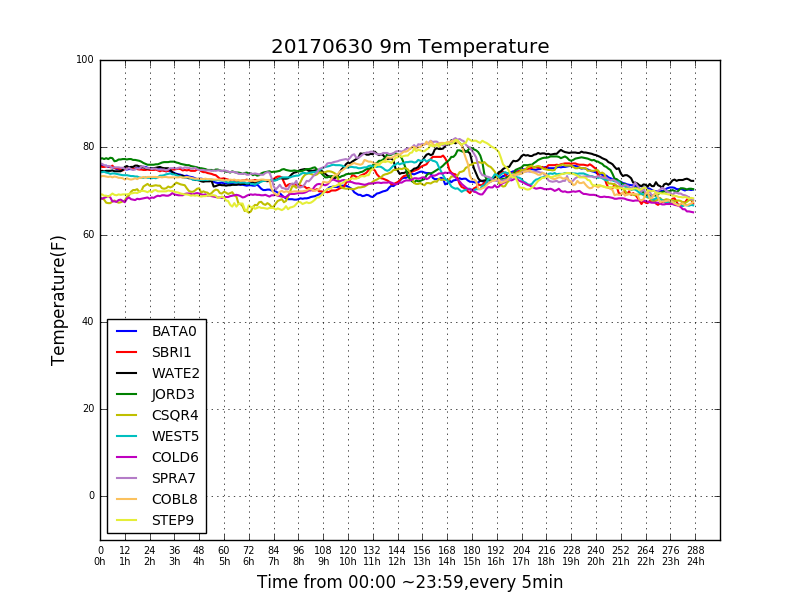 20170630 9m Temperature
100
80
60
40
20
0
Temperature(F)
BATA0
SBRI1
WATE2
JORD3
CSQR4
WEST5
COLD6
SPRA7
COBL8
STEP9
0 12 24 36 48 60 72 84 96 108 120 132 144 156 168 180 192 204 216 228 240 252 264 276 288
0h 1h 2h 3h 4h 5h 6h 7h 8h 9h 10h 11h 12h 13h 14h 15h 16h 17h 18h 19h 20h 21h 22h 23h 24h
Time from 00:00 ~23:59,every 5min